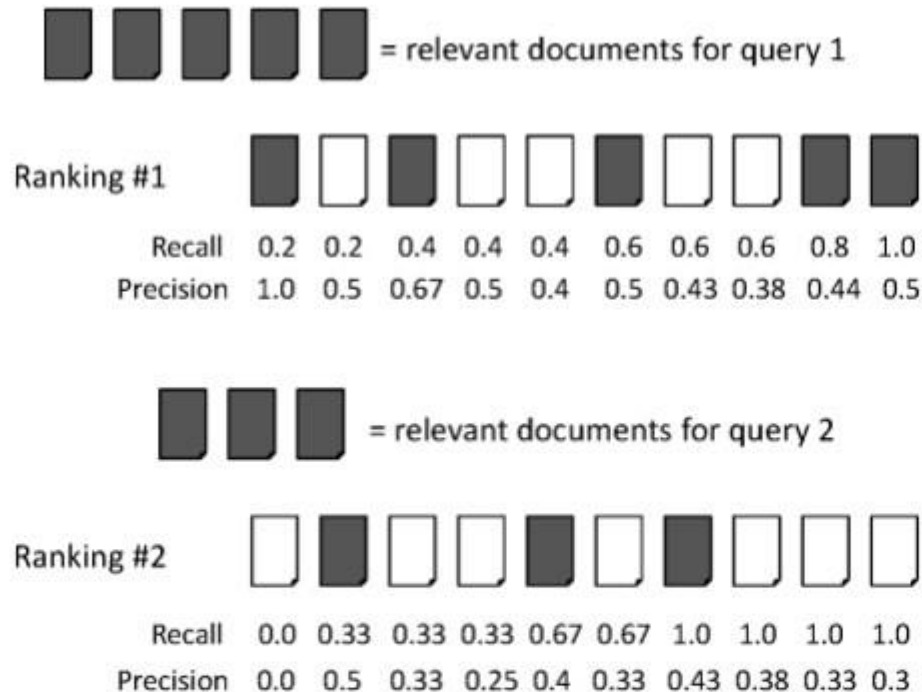 = relevant documents for query 1
Ranking #1
Recall 0.2 0.2 0.4 0.4 0.4 0.6 0.6 0.6 0.8 1.0
Precision 1.0 0.5 0.67 0.5 0.4 0.5 0.43 0.38 0.44 0.5
= relevant documents for query 2
Ranking #2
Recall 0.0 0.33 0.33 0.33 0.67 0.67 1.0 1.0 1.0 1.0
Precision 0.0 0.5 0.33 0.25 0.4 0.33 0.43 0.38 0.33 0.3